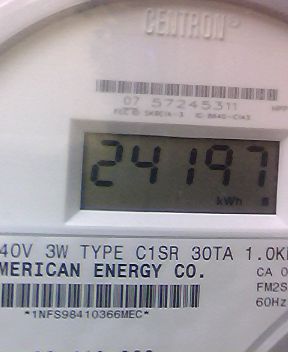 CENTRON®
07 57245311
24197
kWh
40V 3W TYPE C1SR 30TA 1.0K
MERICAN ENERGY CO.
CA 0
FM2S
60Hz
*1NFS98410366MEC*